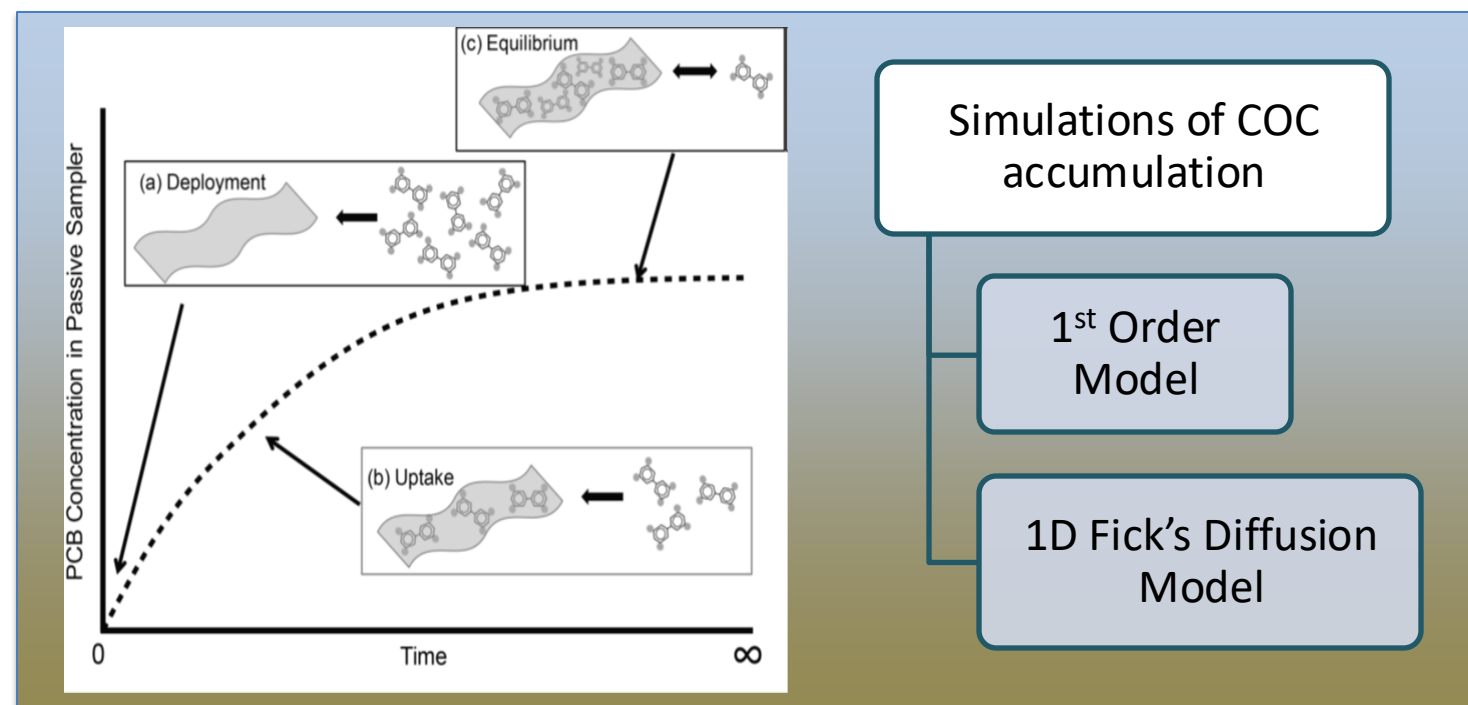 (c) Equilibrium
(a) Deployment
(b) Uptake
PCB Concentration in Passive Sampler
0
Time
∞
Simulations of COC
accumulation
1st Order
Model
1D Fick’s Diffusion
Model